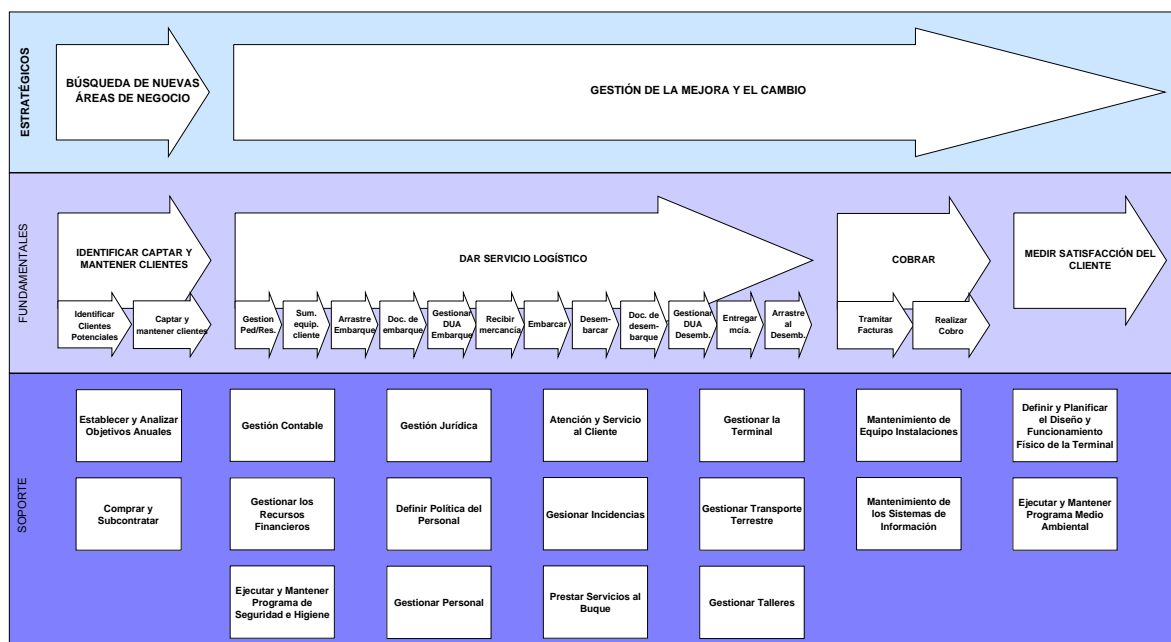 ESTRATÉGICOS
BÚSQUEDA DE NUEVAS
ÁREAS DE NEGOCIO
GESTIÓN DE LA MEJORA Y EL CAMBIO
FUNDAMENTALES
IDENTIFICAR CAPTAR Y
MANTENER CLIENTES
DAR SERVICIO LOGÍSTICO
COBRAR
MEDIR SATISFACCIÓN DEL
CLIENTE
Identificar
Clientes
Potenciales
Captar y
mantener clientes
Gestion
Ped/Res.
Sum.
equip.
cliente
Arrastre
Embarque
Doc. de
embarque
Gestionar
DUA
Embarque
Recibir
mercancía
Embarcar
Desem-
barcar
Doc. de
desem-
barque
Gestionar
DUA
Desemb.
Entregar
mcía.
Arrastre
al
Desemb.
Tramitar
Facturas
Realizar
Cobro
SOPORTE
Establecer y Analizar
Objetivos Anuales
Gestión Contable
Gestión Jurídica
Atención y Servicio
al Cliente
Gestionar la
Terminal
Mantenimiento de
Equipo Instalaciones
Definir y Planificar
el Diseño y
Funcionamiento
Físico de la Terminal
Comprar y
Subcontratar
Gestionar los
Recursos
Financieros
Definir Política del
Personal
Gesionar Incidencias
Gestionar Transporte
Terrestre
Mantenimiento de
los Sistemas de
Información
Ejecutar y Mantener
Programa Medio
Ambiental
Ejecutar y Mantener
Programa de
Seguridad e Higiene
Gestionar Personal
Prestar Servicios al
Buque
Gestionar Talleres